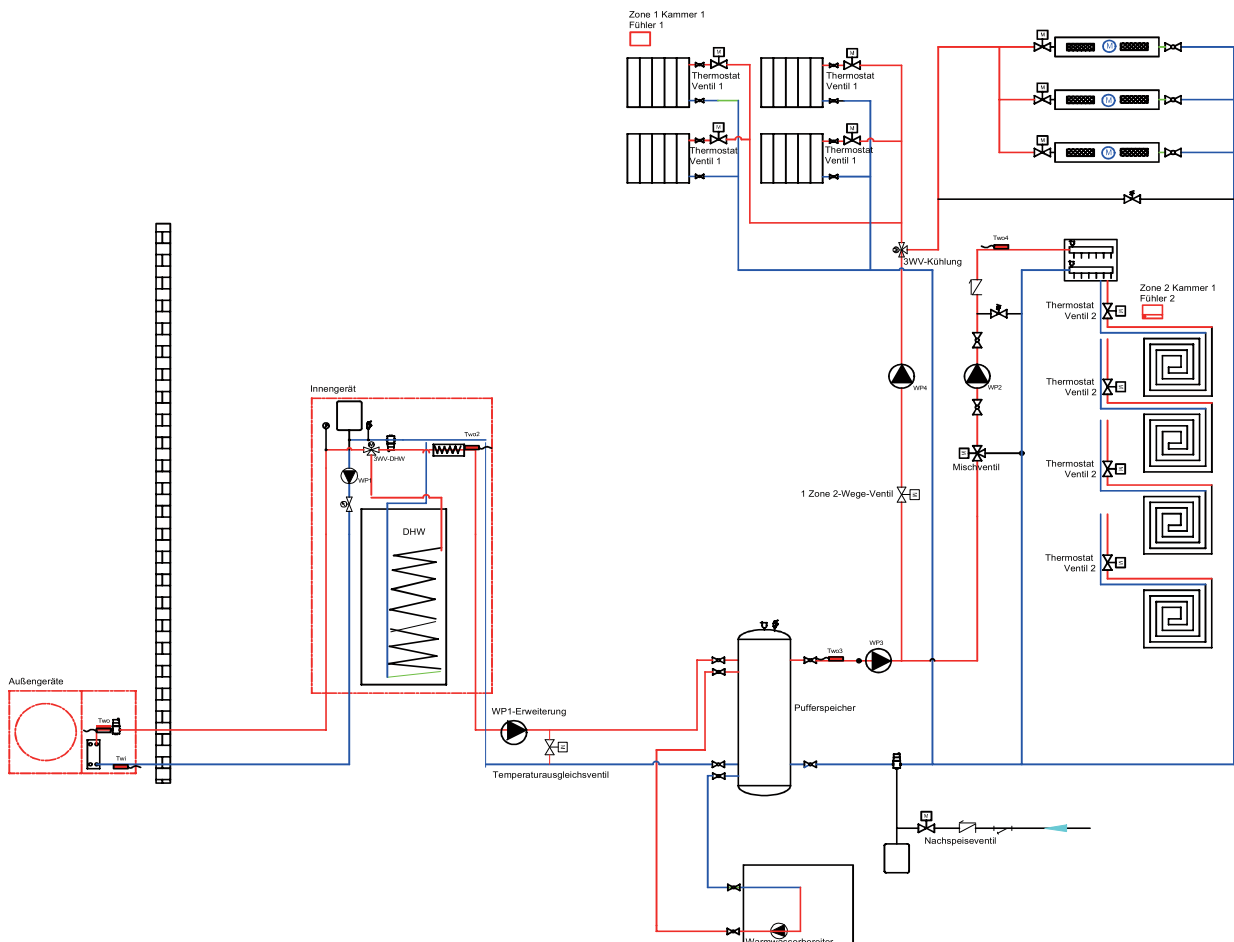 Zone 1 Kammer 1
Fühler 1
M
M
M
Thermostat
Ventil 1
Thermostat
Ventil 1
M
M
M
M
M
Thermostat
Ventil 1
Thermostat
Ventil 1
M
M
Two4
3WV-Kühlung
Zone 2 Kammer 1
Fühler 2
Thermostat
Ventil 2
M
Innengerät
WP4
WP2
Thermostat
Ventil 2
M
Two2
3WV-DHW
WP1
Mischventil
M
Thermostat
Ventil 2
M
1 Zone 2-Wege-Ventil
M
DHW
Thermostat
Ventil 2
M
WP3
Two3
Außengeräte
Two
WP1-Erweiterung
Pufferspeicher
M
Twi
Temperaturausgleichsventil
M
Nachspeiseventil
Warmwasserbereiter